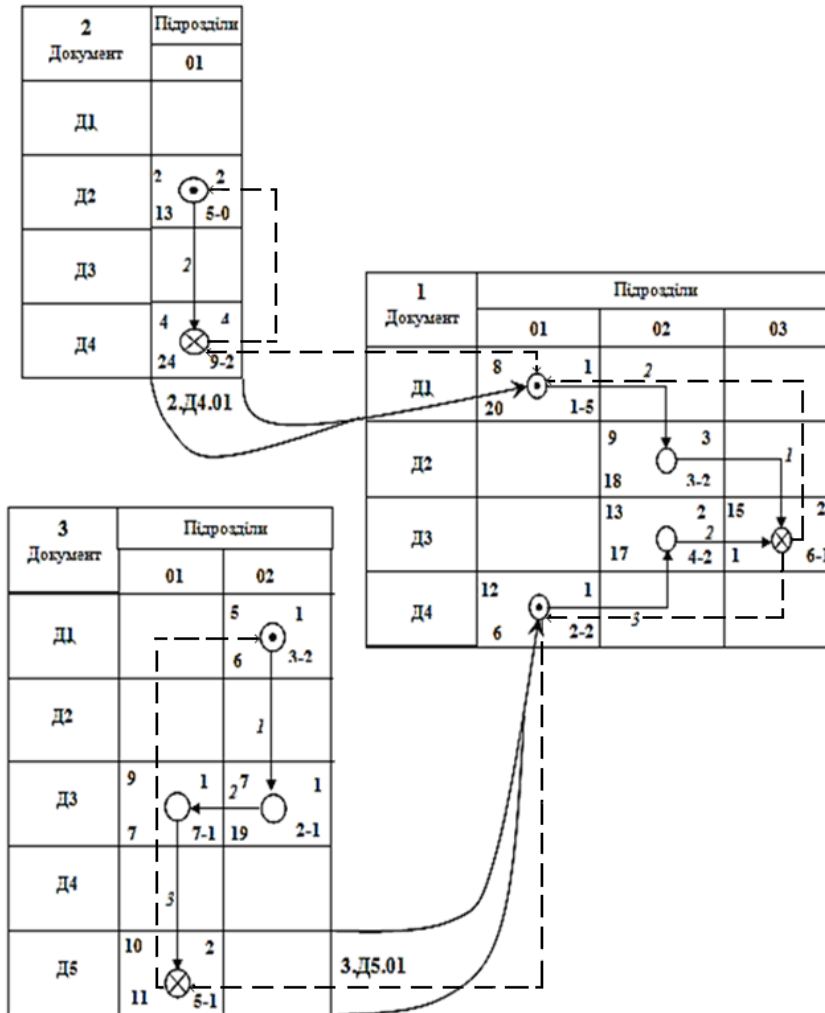 2
Документ
Підрозділи
01
Д1
Д2
2 2
13 5-0
2
Д3
Д4
4 4
24 9-2
2.Д4.01
1
Документ
Підрозділи
01 02 03
Д1
8 1 2
20 1-5
Д2
9 3 1
18 3-2
Д3
13 2 15 2
2
17 4-2 1 6-1
Д4
12 1
3
6 2-2
3
Документ
Підрозділи
01 02
Д1
5 1
6 3-2
Д2
1
Д3
9 1 7 2 1
7 7-1 19 2-1
Д4
3
Д5
10 2
11 5-1
3.Д5.01